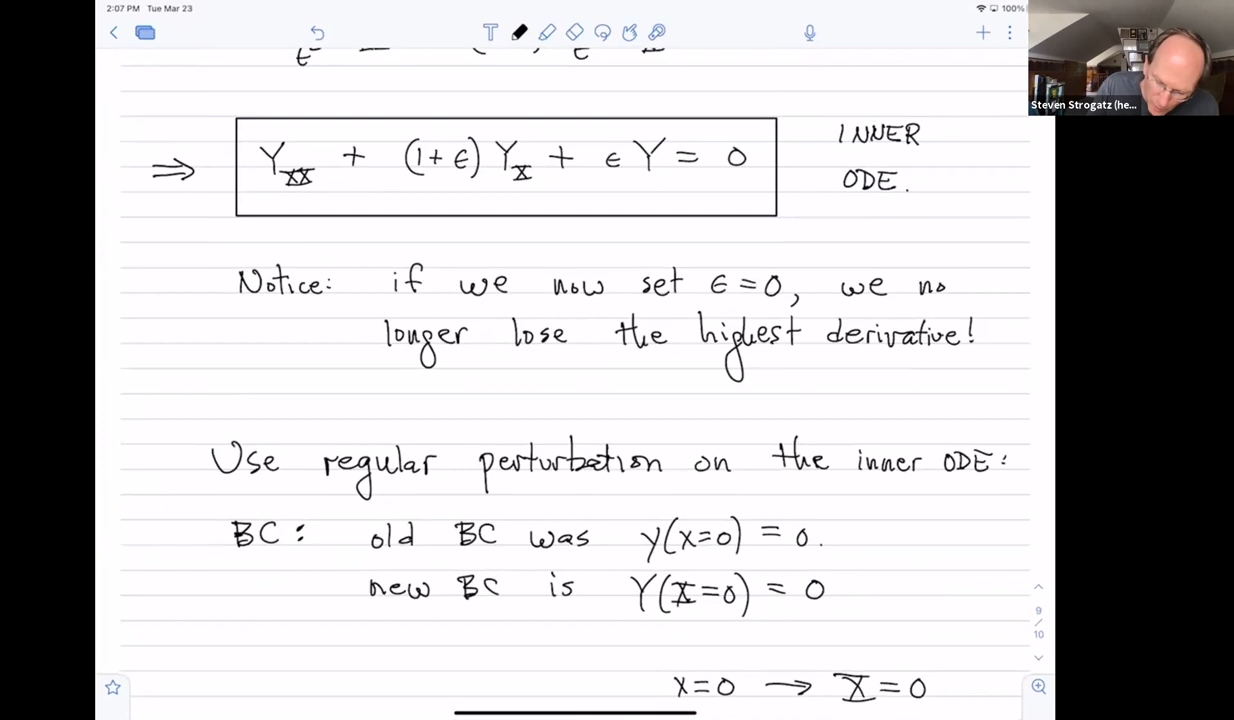 2:07 PM Tue Mar 23
100%
Steven Strogatz (he...
⇒ Y_XX + (1+ϵ) Y_X + ϵ Y = 0
INNER
ODE.
Notice: if we now set ϵ=0, we no
longer lose the highest derivative!
Use regular perturbation on the inner ODE:
BC: old BC was y(x=0) = 0.
new BC is Y(X=0) = 0
x=0 → X=0
9
/
10